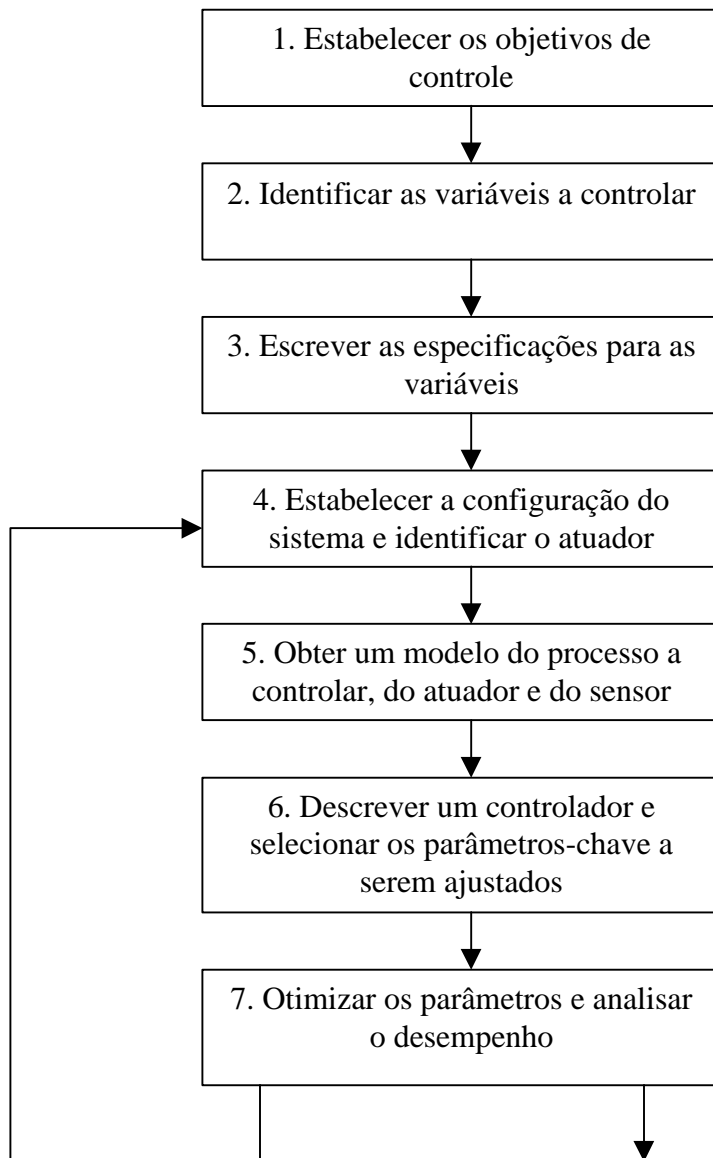 1. Estabelecer os objetivos de
controle
2. Identificar as variáveis a controlar
3. Escrever as especificações para as
variáveis
4. Estabelecer a configuração do
sistema e identificar o atuador
5. Obter um modelo do processo a
controlar, do atuador e do sensor
6. Descrever um controlador e
selecionar os parâmetros-chave a
serem ajustados
7. Otimizar os parâmetros e analisar
o desempenho